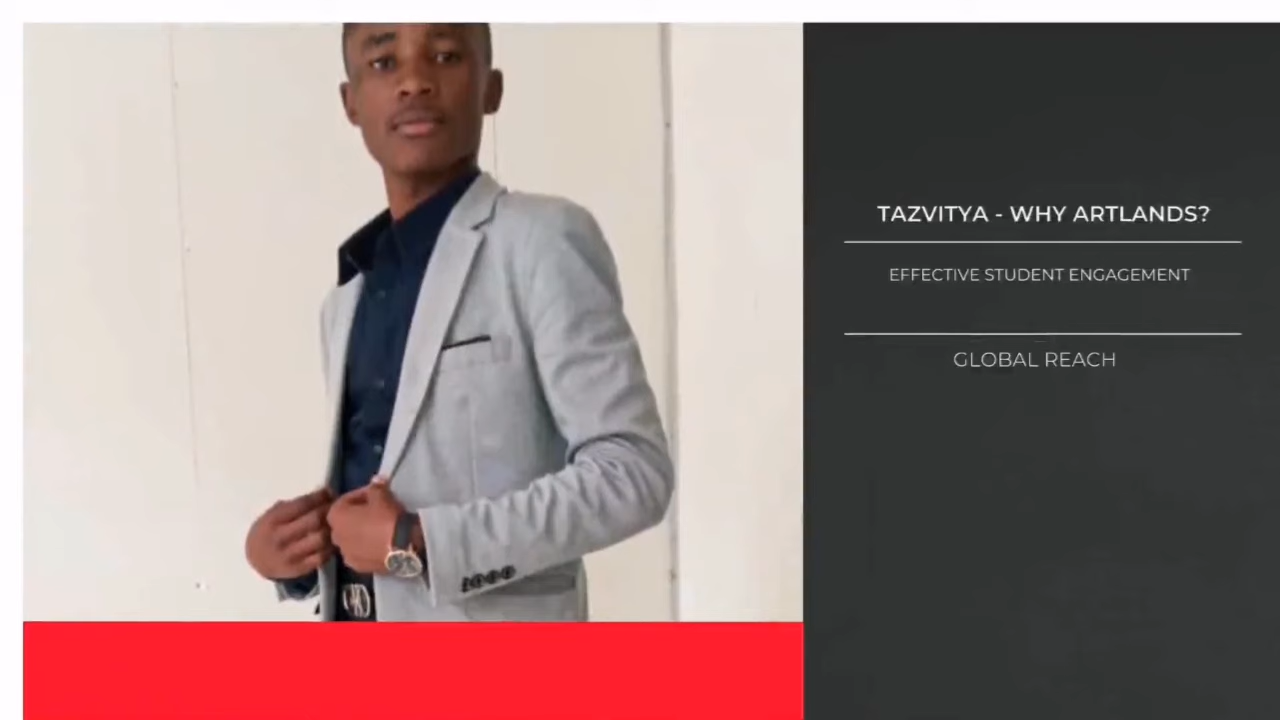 TAZVITYA - WHY ARTLANDS?
EFFECTIVE STUDENT ENGAGEMENT
GLOBAL REACH